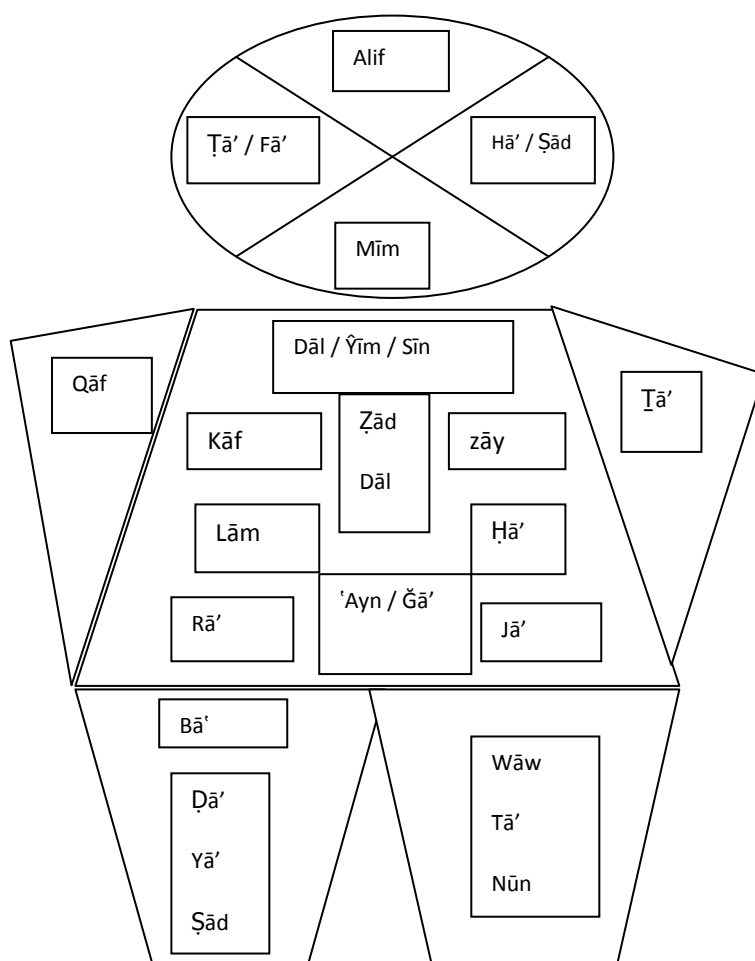 Alif
Ṭā’ / Fā’
Hā’ / Ṣād
Mīm
Dāl / Ŷīm / Sīn
Qāf
Ṯā’
Kāf
Ẓād
zāy
Dāl
Lām
Ḥā’
‛Ayn / Ğā’
Rā’
Jā’
Bā‛
Ḍā’
Yā’
Ṣād
Wāw
Tā’
Nūn